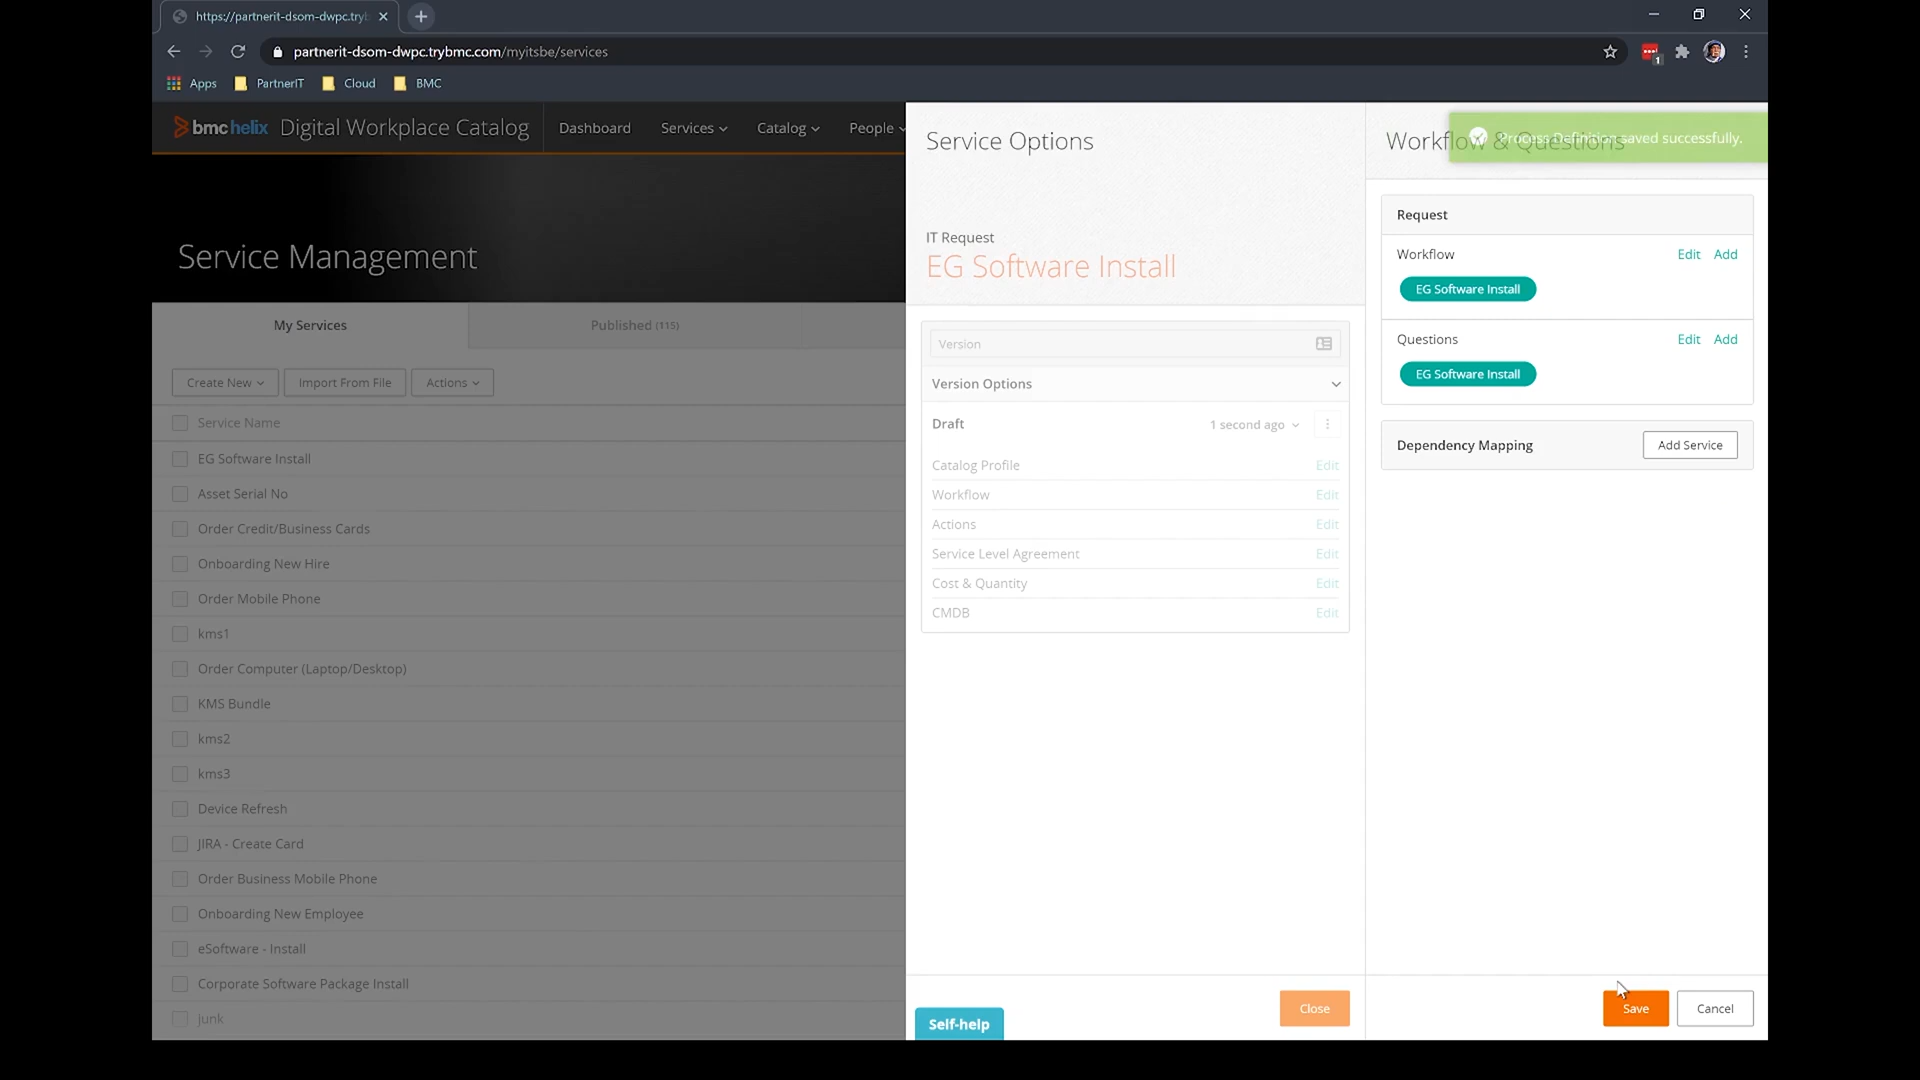 https://partnerit-dsom-dwpc.tryb
partnerit-dsom-dwpc.trybmc.com/myitsbe/services
1
Apps
PartnerIT
Cloud
BMC
bmchelix Digital Workplace Catalog
Dashboard
Services
Catalog
People
Service Management
My Services
Published (115)
Create New
Import From File
Actions
Service Name
EG Software Install
Asset Serial No
Order Credit/Business Cards
Onboarding New Hire
Order Mobile Phone
kms1
Order Computer (Laptop/Desktop)
KMS Bundle
kms2
kms3
Device Refresh
JIRA - Create Card
Order Business Mobile Phone
Onboarding New Employee
eSoftware - Install
Corporate Software Package Install
Junk
Service Options
IT Request
EG Software Install
Version
Version Options
Draft
1 second ago
Catalog Profile Edit
Workflow Edit
Actions Edit
Service Level Agreement Edit
Cost & Quantity Edit
CMDB Edit
Self-help
Close
Workflow & Questions
Process Definition saved successfully.
Request
Workflow Edit Add
EG Software Install
Questions Edit Add
EG Software Install
Dependency Mapping Add Service
Save
Cancel